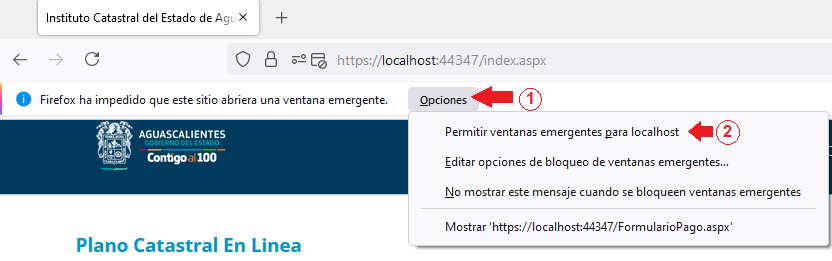 Instituto Catastral del Estado de Agu
https://localhost:44347/index.aspx
Firefox ha impedido que este sitio abriera una ventana emergente.
Opciones
1
Permitir ventanas emergentes para localhost
2
Editar opciones de bloqueo de ventanas emergentes...
No mostrar este mensaje cuando se bloqueen ventanas emergentes
Mostrar 'https://localhost:44347/FormularioPago.aspx'
AGUASCALIENTES
GOBIERNO DEL ESTADO
Contigo al 100
Plano Catastral En Linea